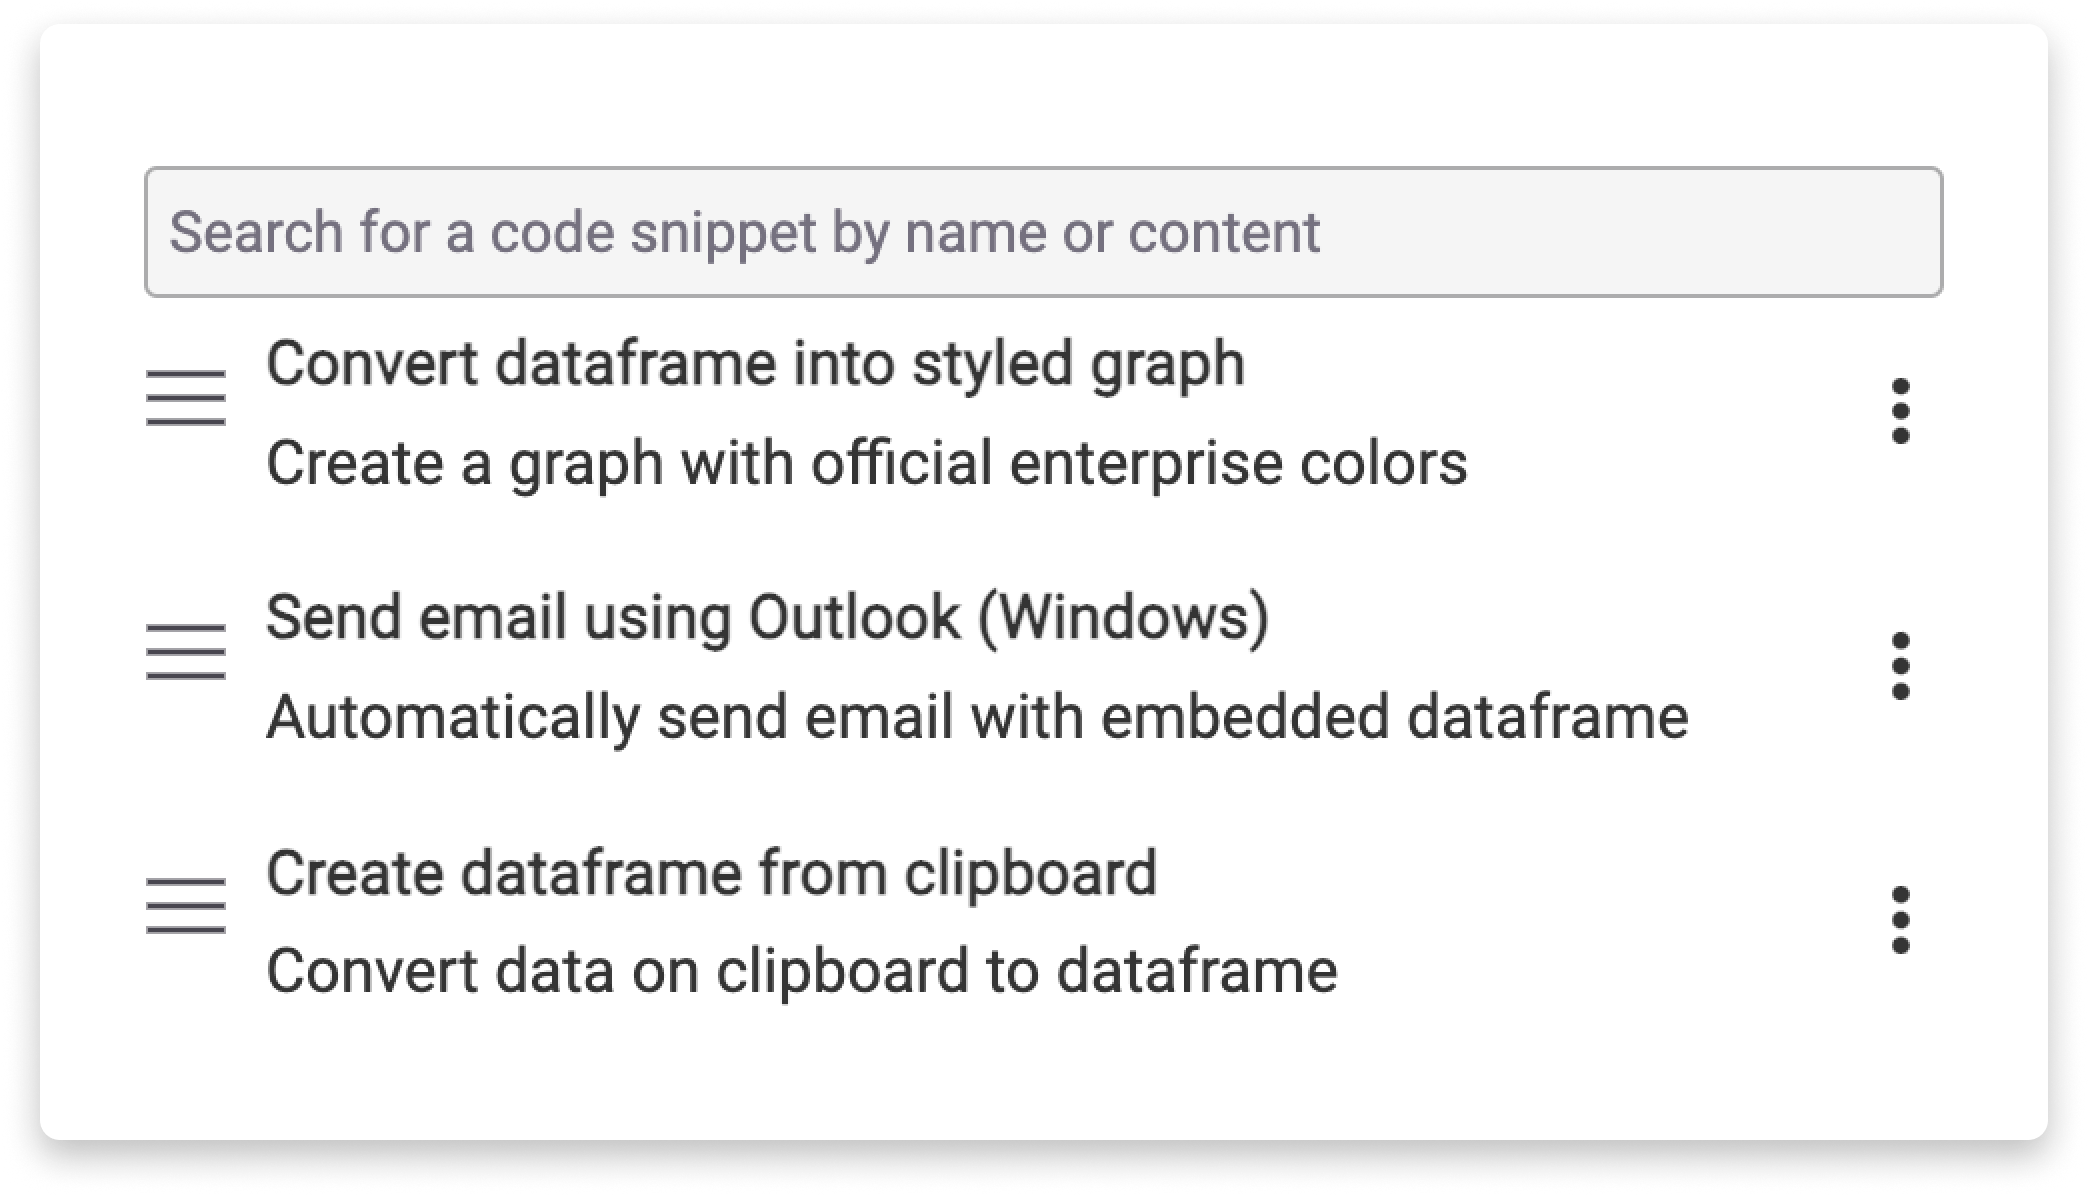 Search for a code snippet by name or content
Convert dataframe into styled graph
Create a graph with official enterprise colors
Send email using Outlook (Windows)
Automatically send email with embedded dataframe
Create dataframe from clipboard
Convert data on clipboard to dataframe